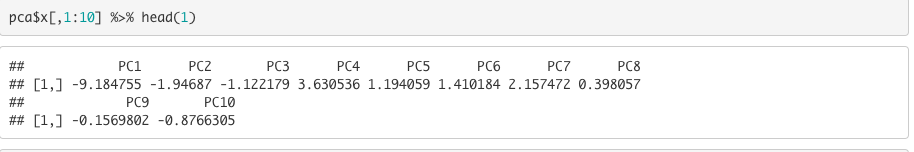 pca$x[,1:10] %>% head(1)
##            PC1      PC2       PC3      PC4      PC5      PC6      PC7      PC8
## [1,] -9.184755 -1.94687 -1.122179 3.630536 1.194059 1.410184 2.157472 0.398057
##             PC9       PC10
## [1,] -0.1569802 -0.8766305